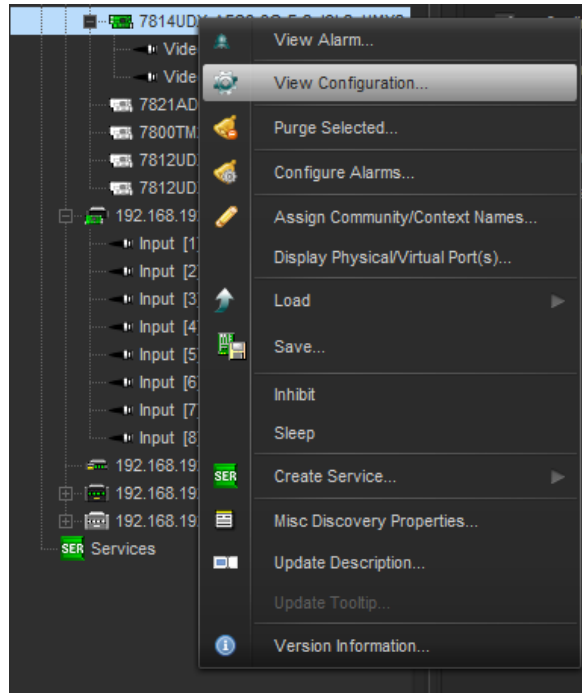 7814UDX
View Alarm...
Vide
View Configuration...
Vide
7821AD
Purge Selected...
7800TM
7812UD
Configure Alarms...
7812UD
192.168.19
Assign Community/Context Names...
Input [1]
Display Physical/Virtual Port(s)...
Input [2]
Input [3]
Load
Input [4]
Save...
Input [5]
Input [6]
Inhibit
Input [7]
Sleep
Input [8]
192.168.19
SER Create Service...
192.168.19
192.168.19
Misc Discovery Properties...
SER Services
Update Description...
Update Tooltip...
Version Information...